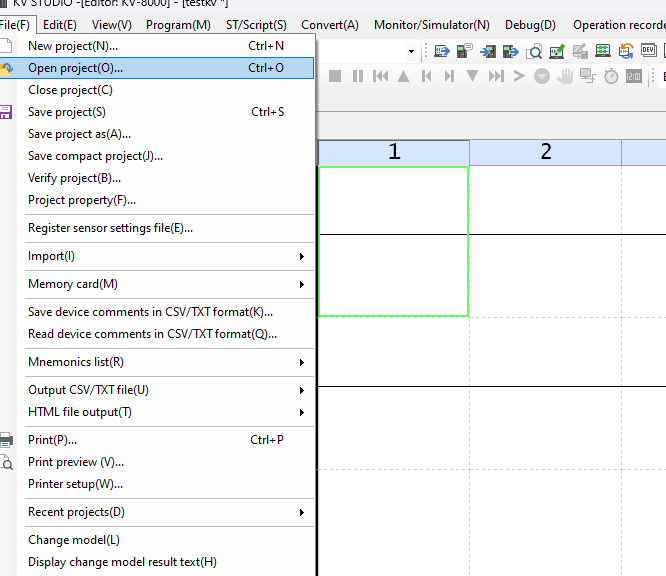 KV STUDIO -[Editor: KV-8000] - [testkv *]
File(F) Edit(E) View(V) Program(M) ST/Script(S) Convert(A) Monitor/Simulator(N) Debug(D) Operation recorde
New project(N)... Ctrl+N
Open project(O)... Ctrl+O
Close project(C)
Save project(S) Ctrl+S
Save project as(A)...
Save compact project(J)...
Verify project(B)...
Project property(F)...
1 2
Register sensor settings file(E)...
Import(I)
Memory card(M)
Save device comments in CSV/TXT format(K)...
Read device comments in CSV/TXT format(Q)...
Mnemonics list(R)
Output CSV/TXT file(U)
HTML file output(T)
Print(P)... Ctrl+P
Print preview (V)...
Printer setup(W)...
Recent projects(D)
Change model(L)
Display change model result text(H)